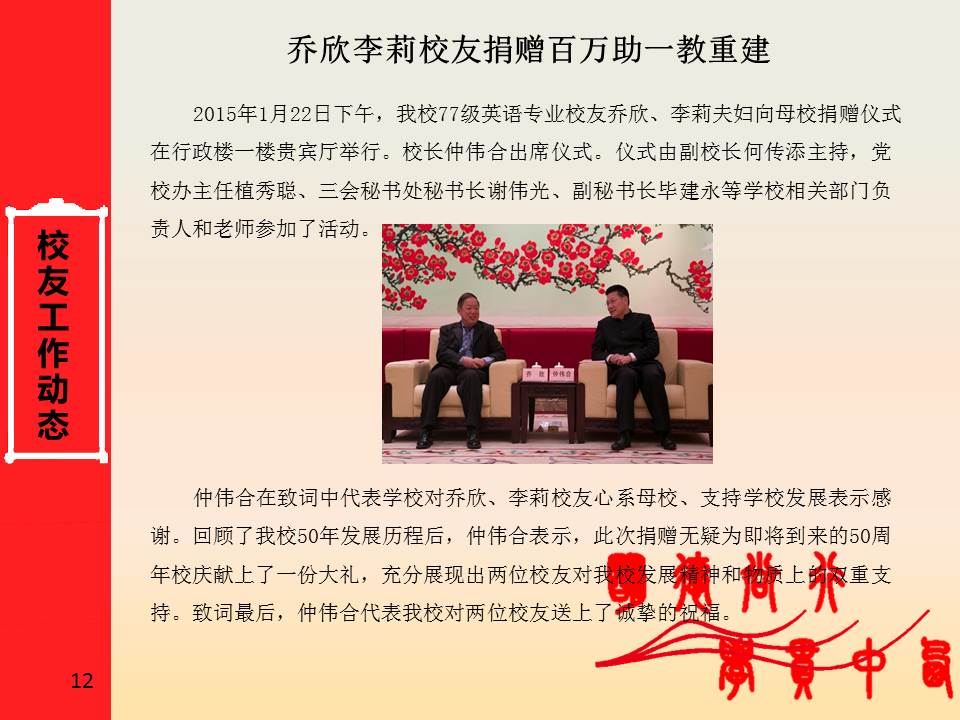 乔欣李莉校友捐赠百万助一教重建
2015年1月22日下午，我校77级英语专业校友乔欣、李莉夫妇向母校捐赠仪式
在行政楼一楼贵宾厅举行。校长仲伟合出席仪式。仪式由副校长何传添主持，党
校办主任植秀聪、三会秘书处秘书长谢伟光、副秘书长毕建永等学校相关部门负
责人和老师参加了活动。
校友工作动态
乔欣
仲伟合
仲伟合在致词中代表学校对乔欣、李莉校友心系母校、支持学校发展表示感
谢。回顾了我校50年发展历程后，仲伟合表示，此次捐赠无疑为即将到来的50周
年校庆献上了一份大礼，充分展现出两位校友对我校发展精神和物质上的双重支
持。致词最后，仲伟合代表我校对两位校友送上了诚挚的祝福。
明德尚行
學貫中西
12